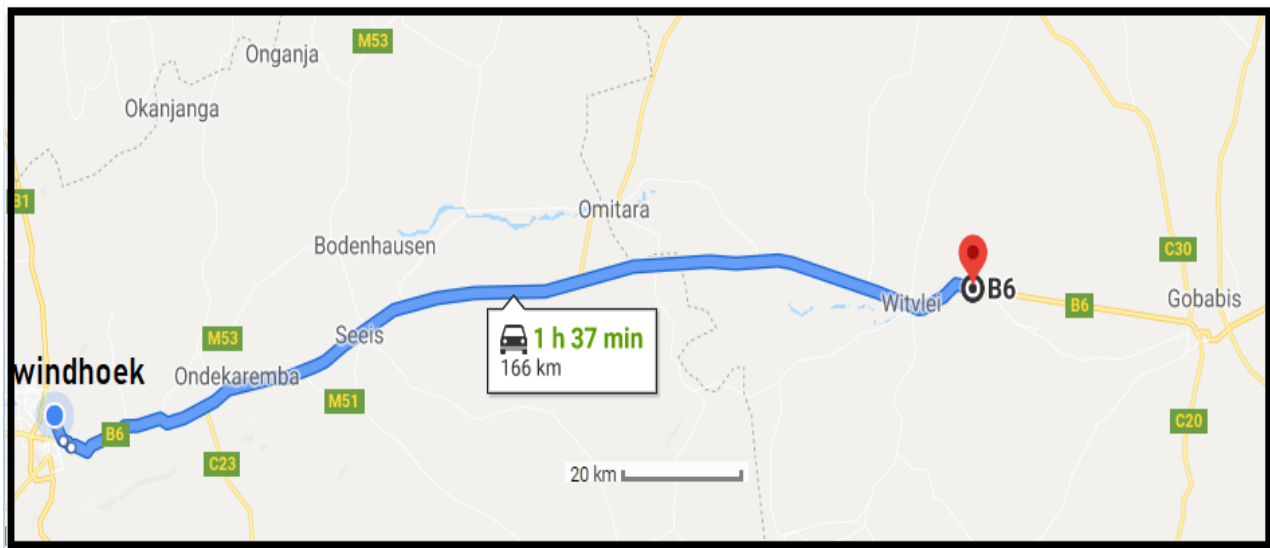 M53
Onganja
Okanjanga
B1
Omitara
Bodenhausen
C30
B6
Witvlei
B6
Gobabis
M53
Seeis
1 h 37 min
166 km
windhoek
Ondekaremba
M51
B6
C20
C23
20 km